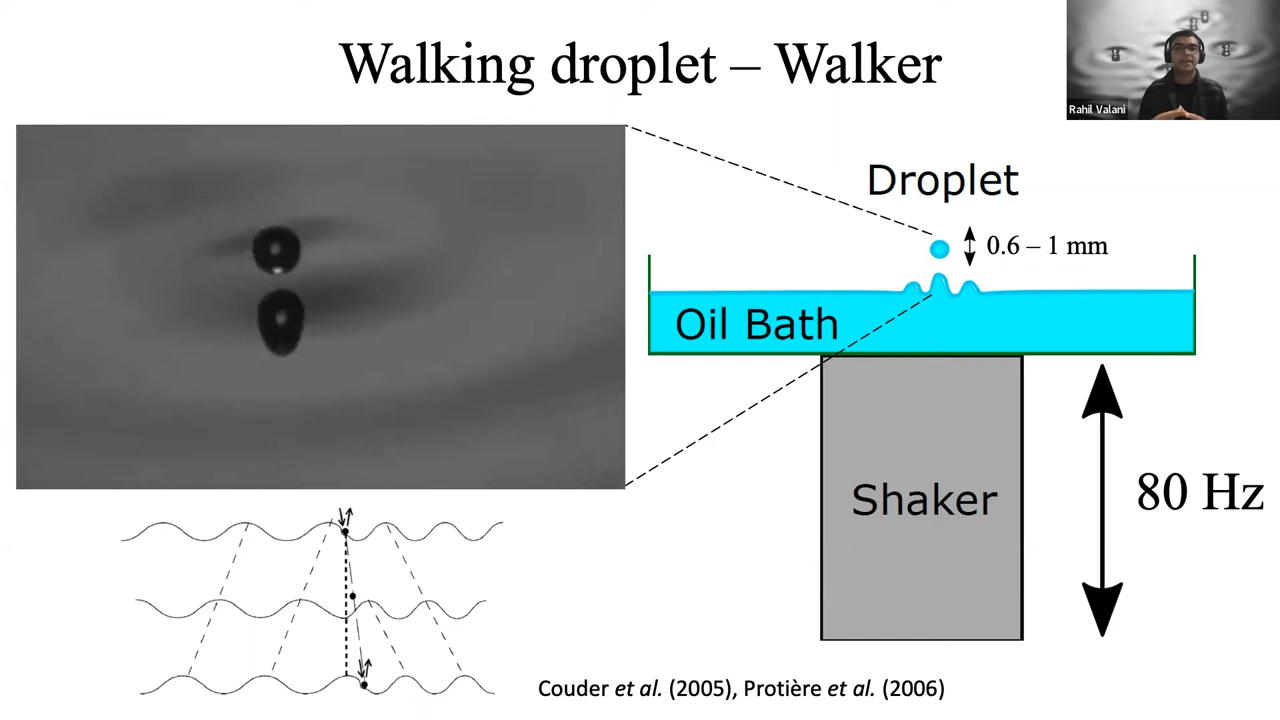 Walking droplet – Walker
Rahil Valani
Droplet
0.6 – 1 mm
Oil Bath
Shaker
80 Hz
Couder et al. (2005), Protière et al. (2006)